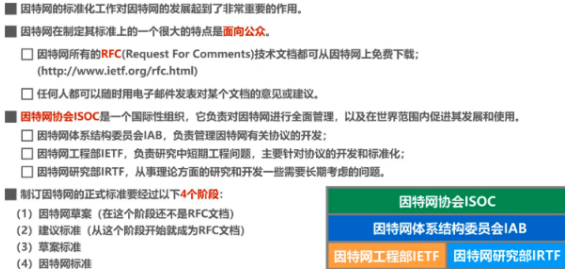 因特网的标准化工作对因特网的发展起到了非常重要的作用。
因特网在制定其标准上的一个很大的特点是面向公众。
因特网所有的RFC(Request For Comments)技术文档都可从因特网上免费下载；
(http://www.ietf.org/rfc.html)
任何人都可以随时用电子邮件发表对某个文档的意见或建议。
因特网协会ISOC是一个国际性组织，它负责对因特网进行全面管理，以及在世界范围内促进其发展和使用。
因特网体系结构委员会IAB，负责管理因特网有关协议的开发；
因特网工程部IETF，负责研究中短期工程问题，主要针对协议的开发和标准化；
因特网研究部IRTF，从事理论方面的研究和开发一些需要长期考虑的问题。
制订因特网的正式标准要经过以下4个阶段：
(1) 因特网草案（在这个阶段还不是RFC文档）
(2) 建议标准（从这个阶段开始就成为RFC文档）
(3) 草案标准
(4) 因特网标准
因特网协会ISOC
因特网体系结构委员会IAB
因特网工程部IETF 因特网研究部IRTF